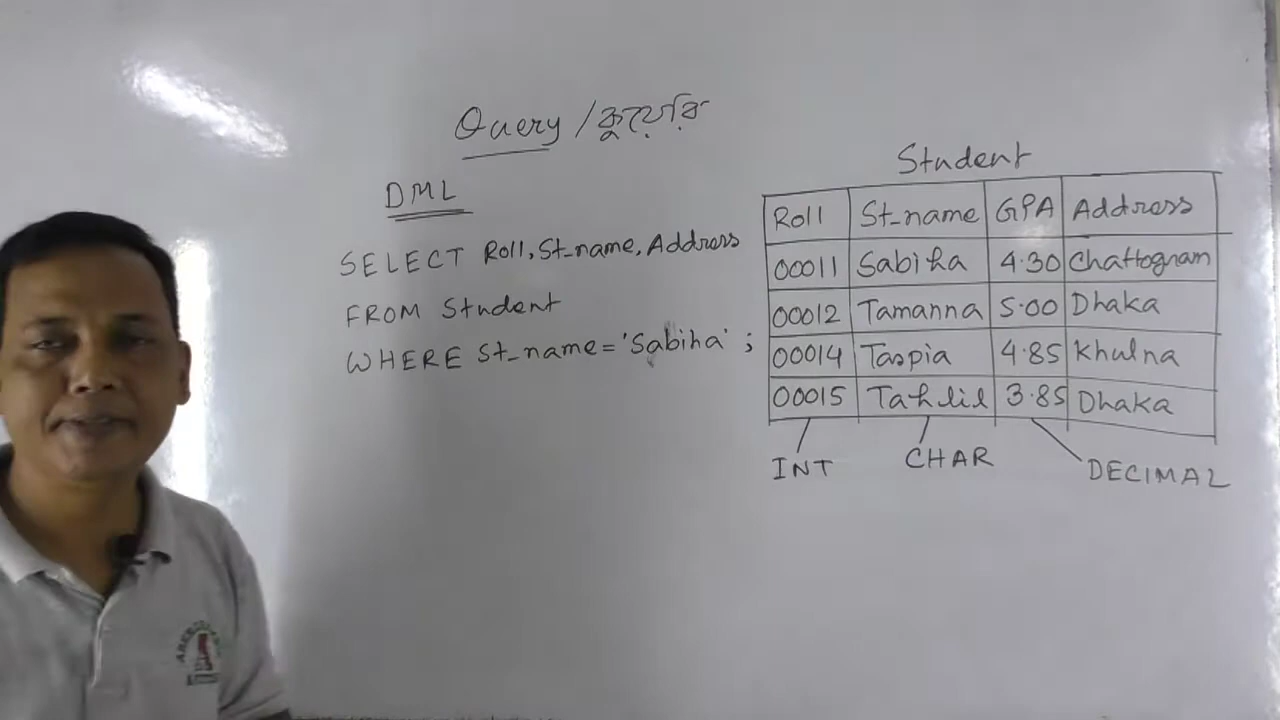 Query / কুয়েরি
DML
SELECT Roll, St_name, Address
FROM Student
WHERE St_name = 'Sabiha' ;
Student
Roll St_name GPA Address
00011 Sabiha 4.30 Chattogram
00012 Tamanna 5.00 Dhaka
00014 Taspia 4.85 Khulna
00015 Tahlil 3.85 Dhaka
INT CHAR DECIMAL